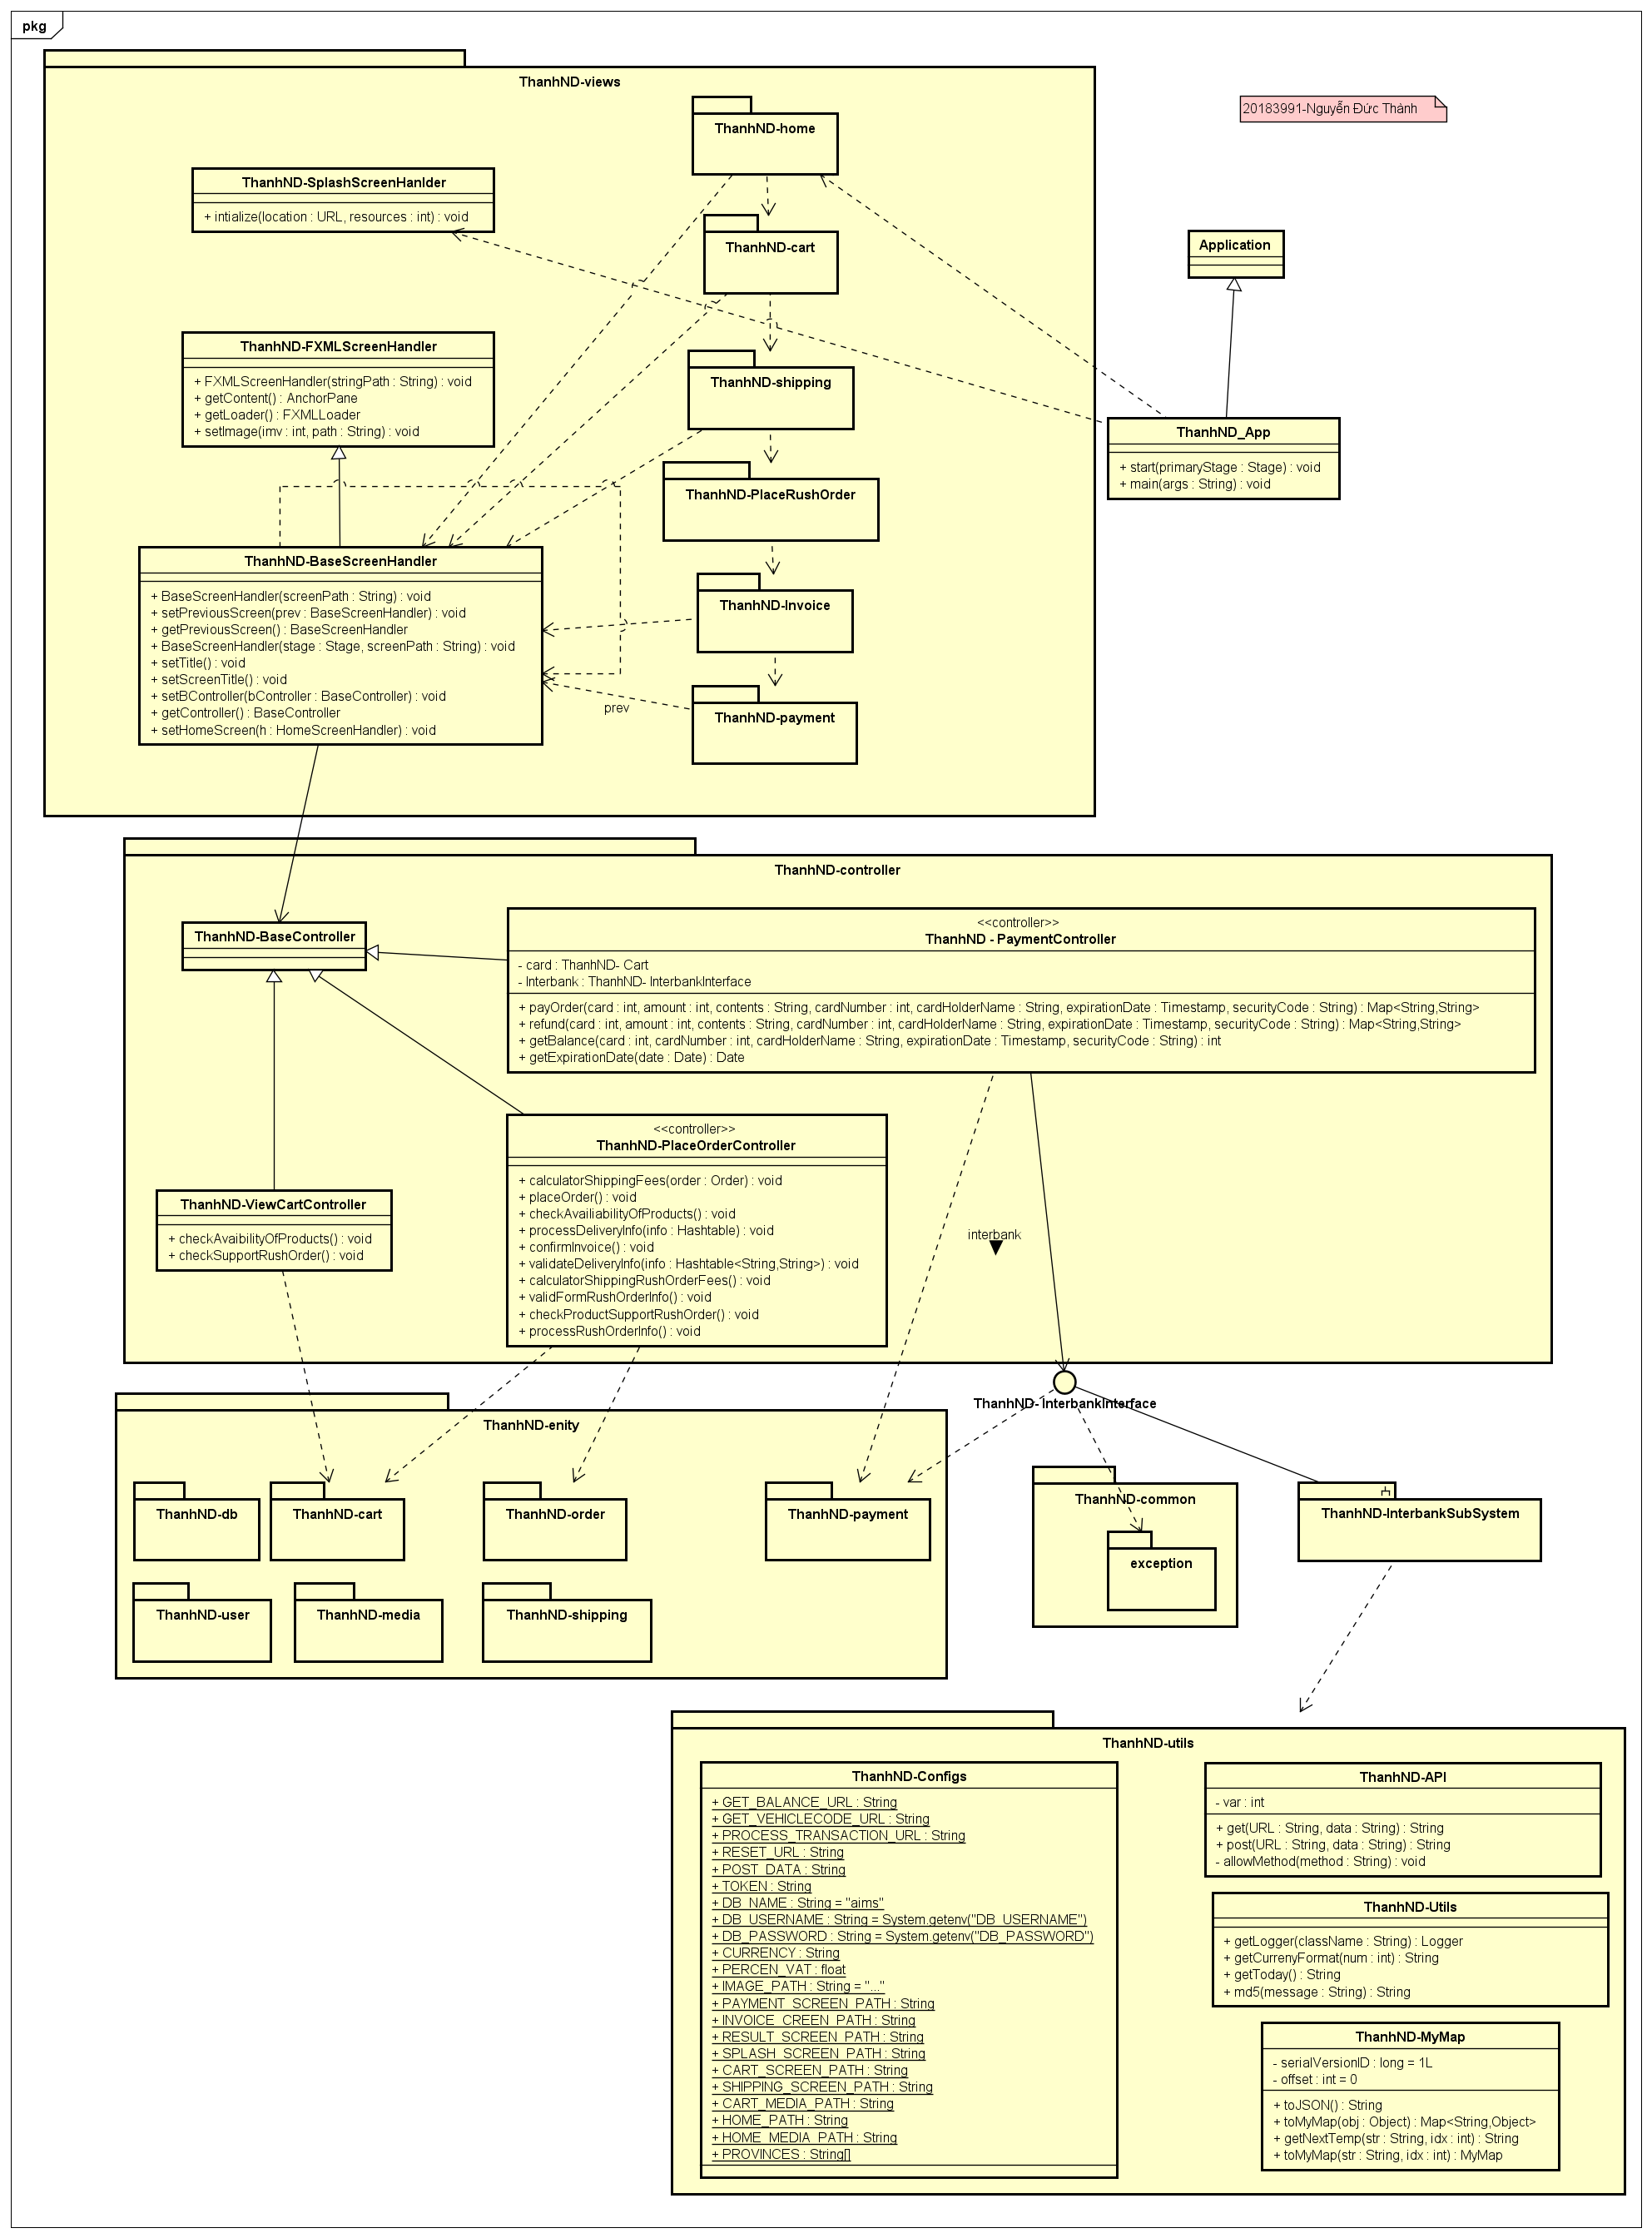 pkg
ThanhND-views
ThanhND-home
20183991-Nguyễn Đức Thành
ThanhND-SplashScreenHanlder
+ intialize(location : URL, resources : int) : void
ThanhND-cart
Application
ThanhND-FXMLScreenHandler
+ FXMLScreenHandler(stringPath : String) : void
+ getContent() : AnchorPane
+ getLoader() : FXMLLoader
+ setImage(imv : int, path : String) : void
ThanhND-shipping
ThanhND_App
+ start(primaryStage : Stage) : void
+ main(args : String) : void
ThanhND-PlaceRushOrder
ThanhND-BaseScreenHandler
+ BaseScreenHandler(screenPath : String) : void
+ setPreviousScreen(prev : BaseScreenHandler) : void
+ getPreviousScreen() : BaseScreenHandler
+ BaseScreenHandler(stage : Stage, screenPath : String) : void
+ setTitle() : void
+ setScreenTitle() : void
+ setBController(bController : BaseController) : void
+ getController() : BaseController
+ setHomeScreen(h : HomeScreenHandler) : void
ThanhND-Invoice
prev
ThanhND-payment
ThanhND-controller
ThanhND-BaseController
<<controller>>
ThanhND - PaymentController
- card : ThanhND- Cart
- Interbank : ThanhND- InterbankInterface
+ payOrder(card : int, amount : int, contents : String, cardNumber : int, cardHolderName : String, expirationDate : Timestamp, securityCode : String) : Map<String,String>
+ refund(card : int, amount : int, contents : String, cardNumber : int, cardHolderName : String, expirationDate : Timestamp, securityCode : String) : Map<String,String>
+ getBalance(card : int, cardNumber : int, cardHolderName : String, expirationDate : Timestamp, securityCode : String) : int
+ getExpirationDate(date : Date) : Date
<<controller>>
ThanhND-PlaceOrderController
+ calculatorShippingFees(order : Order) : void
+ placeOrder() : void
+ checkAvailiabilityOfProducts() : void
+ processDeliveryInfo(info : Hashtable) : void
+ confirmInvoice() : void
+ validateDeliveryInfo(info : Hashtable<String,String>) : void
+ calculatorShippingRushOrderFees() : void
+ validFormRushOrderInfo() : void
+ checkProductSupportRushOrder() : void
+ processRushOrderInfo() : void
ThanhND-ViewCartController
+ checkAvaibilityOfProducts() : void
+ checkSupportRushOrder() : void
interbank
ThanhND- InterbankInterface
ThanhND-enity
ThanhND-db
ThanhND-cart
ThanhND-order
ThanhND-payment
ThanhND-user
ThanhND-media
ThanhND-shipping
ThanhND-common
exception
ThanhND-InterbankSubSystem
ThanhND-utils
ThanhND-Configs
+ GET_BALANCE_URL : String
+ GET_VEHICLECODE_URL : String
+ PROCESS_TRANSACTION_URL : String
+ RESET_URL : String
+ POST_DATA : String
+ TOKEN : String
+ DB_NAME : String = "aims"
+ DB_USERNAME : String = System.getenv("DB_USERNAME")
+ DB_PASSWORD : String = System.getenv("DB_PASSWORD")
+ CURRENCY : String
+ PERCEN_VAT : float
+ IMAGE_PATH : String = "..."
+ PAYMENT_SCREEN_PATH : String
+ INVOICE_CREEN_PATH : String
+ RESULT_SCREEN_PATH : String
+ SPLASH_SCREEN_PATH : String
+ CART_SCREEN_PATH : String
+ SHIPPING_SCREEN_PATH : String
+ CART_MEDIA_PATH : String
+ HOME_PATH : String
+ HOME_MEDIA_PATH : String
+ PROVINCES : String[]
ThanhND-API
- var : int
+ get(URL : String, data : String) : String
+ post(URL : String, data : String) : String
- allowMethod(method : String) : void
ThanhND-Utils
+ getLogger(className : String) : Logger
+ getCurrenyFormat(num : int) : String
+ getToday() : String
+ md5(message : String) : String
ThanhND-MyMap
- serialVersionID : long = 1L
- offset : int = 0
+ toJSON() : String
+ toMyMap(obj : Object) : Map<String,Object>
+ getNextTemp(str : String, idx : int) : String
+ toMyMap(str : String, idx : int) : MyMap